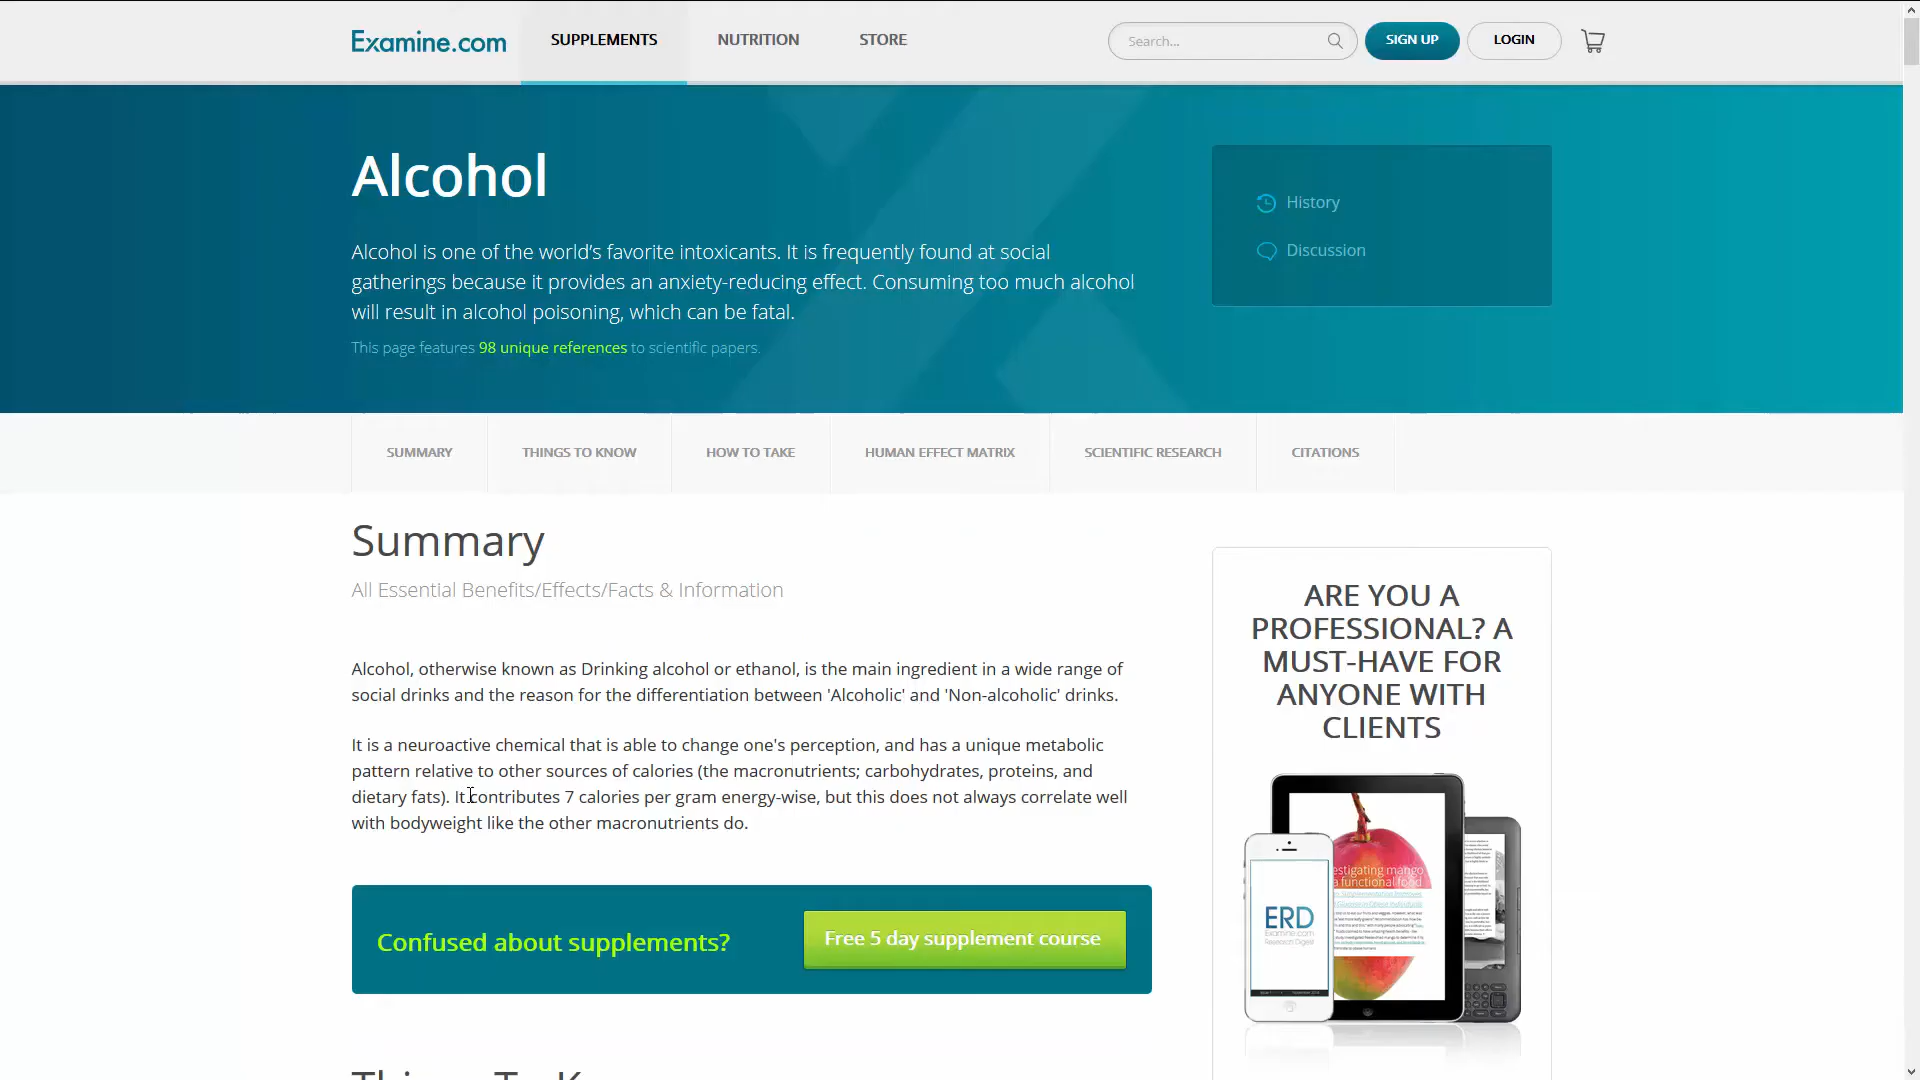 Examine.com
SUPPLEMENTS
NUTRITION
STORE
Search...
SIGN UP
LOGIN
Alcohol
Alcohol is one of the world’s favorite intoxicants. It is frequently found at social
gatherings because it provides an anxiety-reducing effect. Consuming too much alcohol
will result in alcohol poisoning, which can be fatal.
This page features 98 unique references to scientific papers.
History
Discussion
SUMMARY
THINGS TO KNOW
HOW TO TAKE
HUMAN EFFECT MATRIX
SCIENTIFIC RESEARCH
CITATIONS
Summary
All Essential Benefits/Effects/Facts & Information
Alcohol, otherwise known as Drinking alcohol or ethanol, is the main ingredient in a wide range of
social drinks and the reason for the differentiation between 'Alcoholic' and 'Non-alcoholic' drinks.
It is a neuroactive chemical that is able to change one's perception, and has a unique metabolic
pattern relative to other sources of calories (the macronutrients; carbohydrates, proteins, and
dietary fats). It contributes 7 calories per gram energy-wise, but this does not always correlate well
with bodyweight like the other macronutrients do.
Confused about supplements?
Free 5 day supplement course
ARE YOU A
PROFESSIONAL? A
MUST-HAVE FOR
ANYONE WITH
CLIENTS
estigating mango
a functional food
ERD
Examine.com
Research Digest